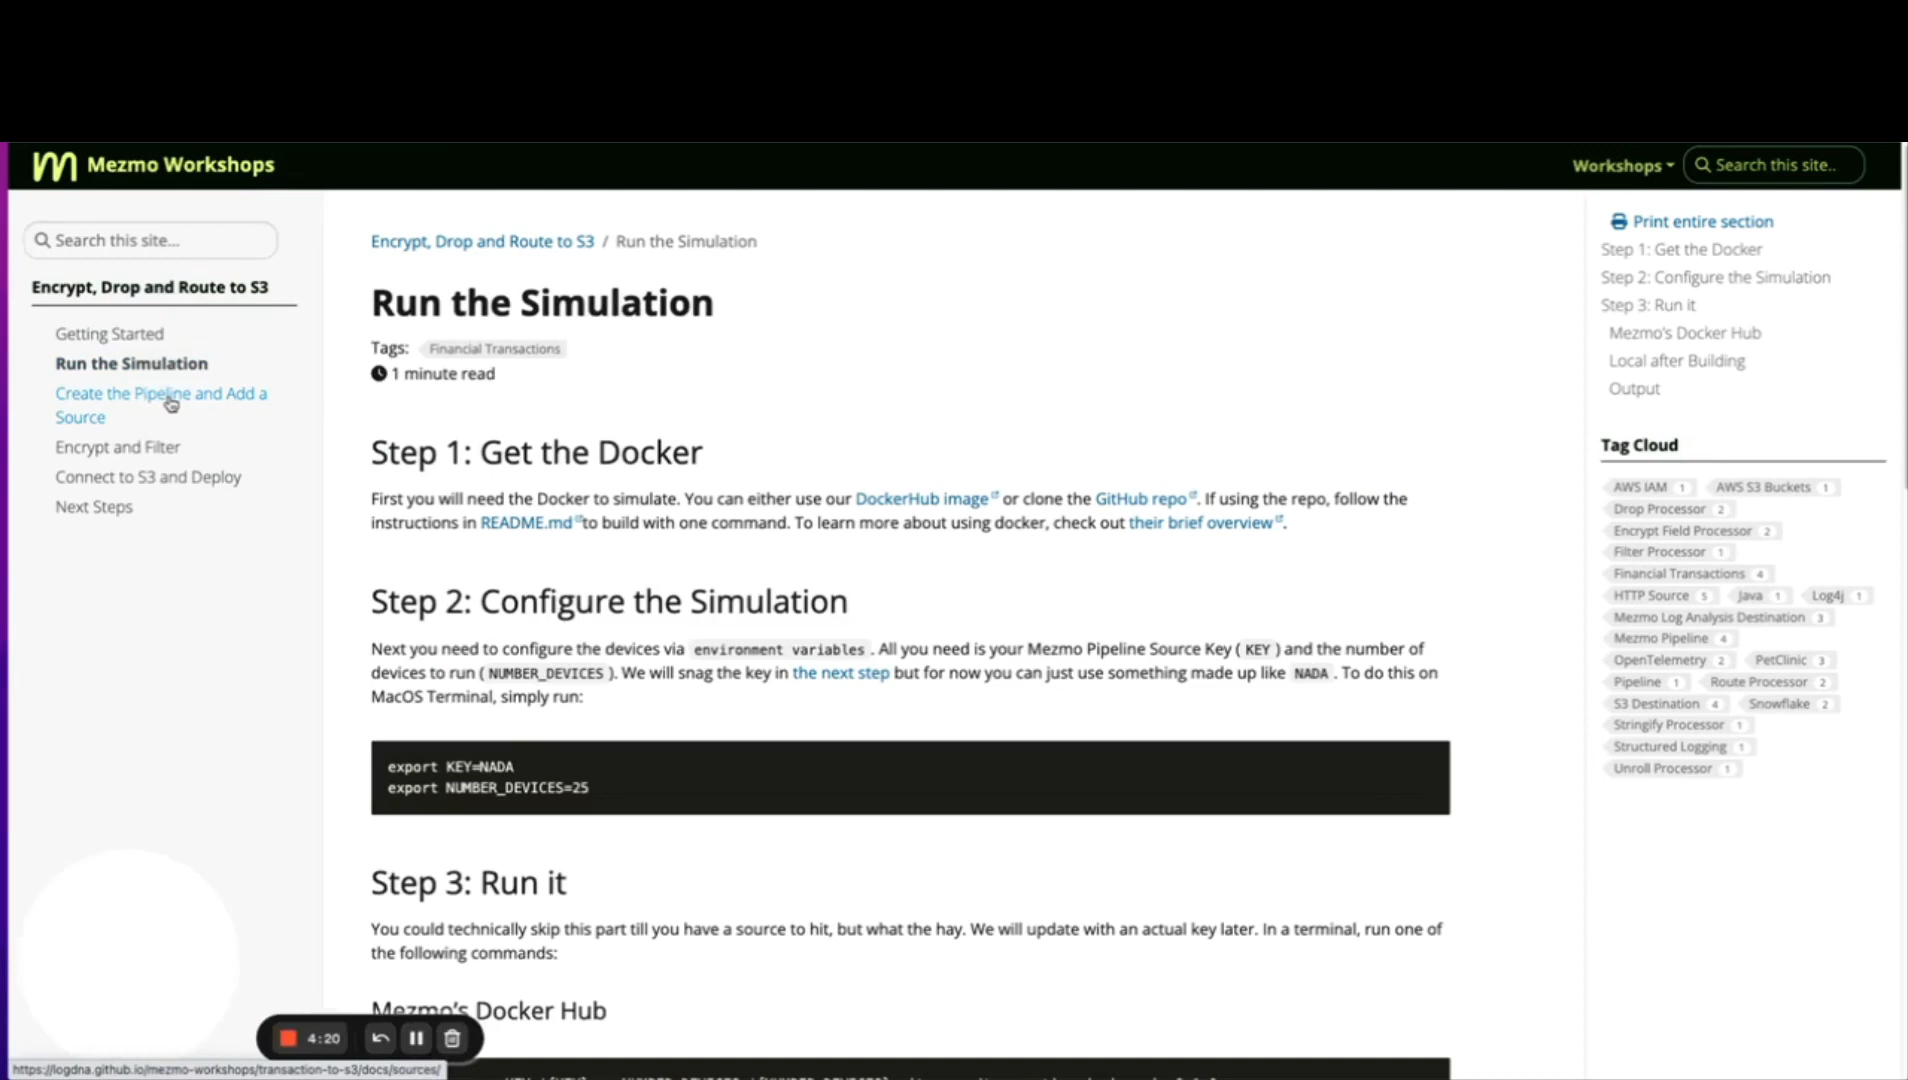 Mezmo Workshops
Workshops
Search this site..
Search this site...
Encrypt, Drop and Route to S3
Getting Started
Run the Simulation
Create the Pipeline and Add a
Source
Encrypt and Filter
Connect to S3 and Deploy
Next Steps
Encrypt, Drop and Route to S3 / Run the Simulation
Run the Simulation
Tags: Financial Transactions
1 minute read
Step 1: Get the Docker
First you will need the Docker to simulate. You can either use our DockerHub image or clone the GitHub repo. If using the repo, follow the
instructions in README.md to build with one command. To learn more about using docker, check out their brief overview.
Step 2: Configure the Simulation
Next you need to configure the devices via environment variables. All you need is your Mezmo Pipeline Source Key (KEY) and the number of
devices to run (NUMBER_DEVICES). We will snag the key in the next step but for now you can just use something made up like NADA. To do this on
MacOS Terminal, simply run:
export KEY=NADA
export NUMBER_DEVICES=25
Step 3: Run it
You could technically skip this part till you have a source to hit, but what the hay. We will update with an actual key later. In a terminal, run one of
the following commands:
Mezmo's Docker Hub
4:20
https://logdna.github.io/mezmo-workshops/transaction-to-s3/docs/sources/
Print entire section
Step 1: Get the Docker
Step 2: Configure the Simulation
Step 3: Run it
Mezmo's Docker Hub
Local after Building
Output
Tag Cloud
AWS IAM 1 AWS S3 Buckets 1
Drop Processor 2
Encrypt Field Processor 2
Filter Processor 1
Financial Transactions 4
HTTP Source 5 Java 1 Log4j 1
Mezmo Log Analysis Destination 3
Mezmo Pipeline 4
OpenTelemetry 2 PetClinic 3
Pipeline 1 Route Processor 2
S3 Destination 4 Snowflake 2
Stringify Processor 1
Structured Logging 1
Unroll Processor 1